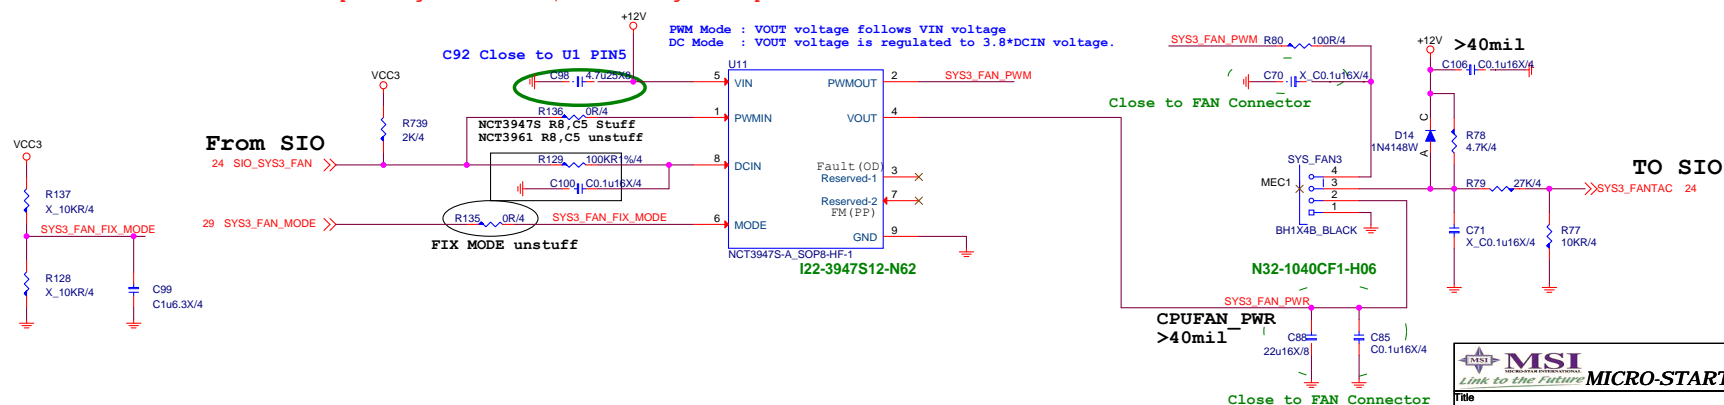 +12V
PWM Mode : VOUT voltage follows VIN voltage
DC Mode  : VOUT voltage is regulated to 3.8*DCIN voltage.
C92 Close to U1 PIN5
VCC3
C98 4.7u25X8
U11
5 VIN
PWMOUT 2 SYS3_FAN_PWM
R136 0R/4
1 PWMIN
VOUT 4
NCT3947S R8,C5 Stuff
NCT3961 R8,C5 unstuff
R739
2K/4
From SIO
24 SIO_SYS3_FAN
R129 100KR1%/4
8 DCIN
C100 C0.1u16X/4
Fault(OD)
Reserved-1 3
Reserved-2 7
FM(PP)
29 SYS3_FAN_MODE
R135 0R/4
SYS3_FAN_FIX_MODE
6 MODE
GND 9
FIX MODE unstuff
NCT3947S-A_SOP8-HF-1
I22-3947S12-N62
VCC3
R137
X_10KR/4
SYS3_FAN_FIX_MODE
R128
X_10KR/4
C99
C1u6.3X/4
SYS3_FAN_PWM R80 100R/4
C70 X_C0.1u16X/4
Close to FAN Connector
+12V
>40mil
C106 C0.1u16X/4
C
D14
1N4148W
A
R78
4.7K/4
SYS_FAN3
MEC1
4
3
2
1
BH1X4B_BLACK
R79 27K/4
TO SIO
SYS3_FANTAC 24
C71
X_C0.1u16X/4
R77
10KR/4
N32-1040CF1-H06
SYS3_FAN_PWR
CPUFAN_PWR
>40mil
C88
22u16X/8
C85
C0.1u16X/4
Close to FAN Connector
MSI
MSI
MICRO-STAR INTERNATIONAL
Link to the Future
MICRO-START
Title